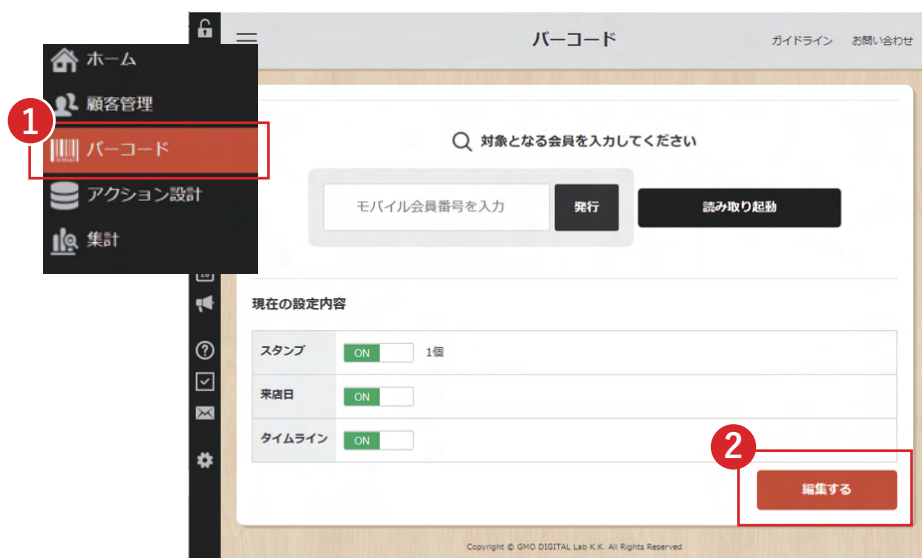 バーコード
ガイドライン
お問い合わせ
ホーム
顧客管理
1
バーコード
アクション設計
集計
対象となる会員を入力してください
モバイル会員番号を入力
発行
読み取り起動
現在の設定内容
スタンプ ON 1個
来店日 ON
タイムライン ON
2
編集する
Copyright © GMO DIGITAL Lab K.K. All Rights Reserved